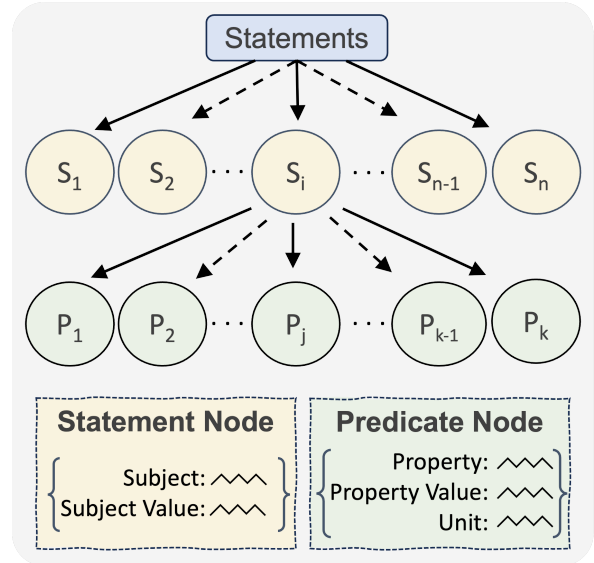 Statements
S1 S2 ... Si ... Sn-1 Sn
P1 P2 ... Pj ... Pk-1 Pk
Statement Node
Subject:
Subject Value:
Predicate Node
Property:
Property Value:
Unit: